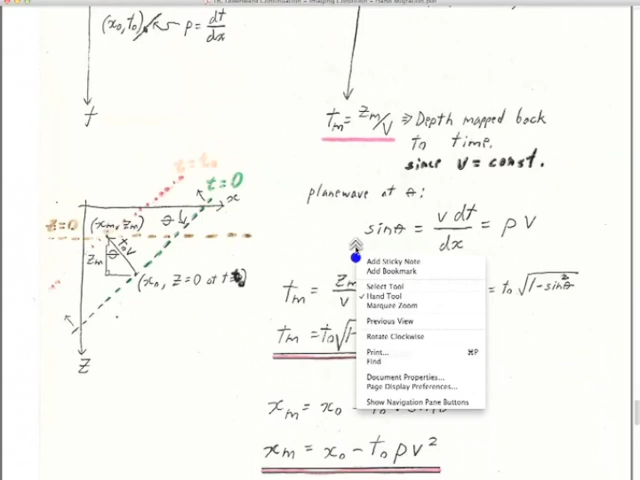 (x₀,t₀) p = dt/dx
t
t_m = z_m/v ⇒ Depth mapped back
to time,
since v = const.
t=t₀
t=0
x
planewave at θ:
z=0 (x_m, z_m) θ
sinθ = v dt/dx = pv
z_m θ t₀v
(x₀, z=0 at t
z
Add Sticky Note
Add Bookmark
Select Tool
✓ Hand Tool
Marquee Zoom
Previous View
Rotate Clockwise
Print... ⌘P
Find
Document Properties...
Page Display Preferences...
Show Navigation Pane Buttons
t_m = z_m/v = t₀ √1-sin²θ
t_m = t₀√1-
x_m = x₀
x_m = x₀ - t₀ p v²